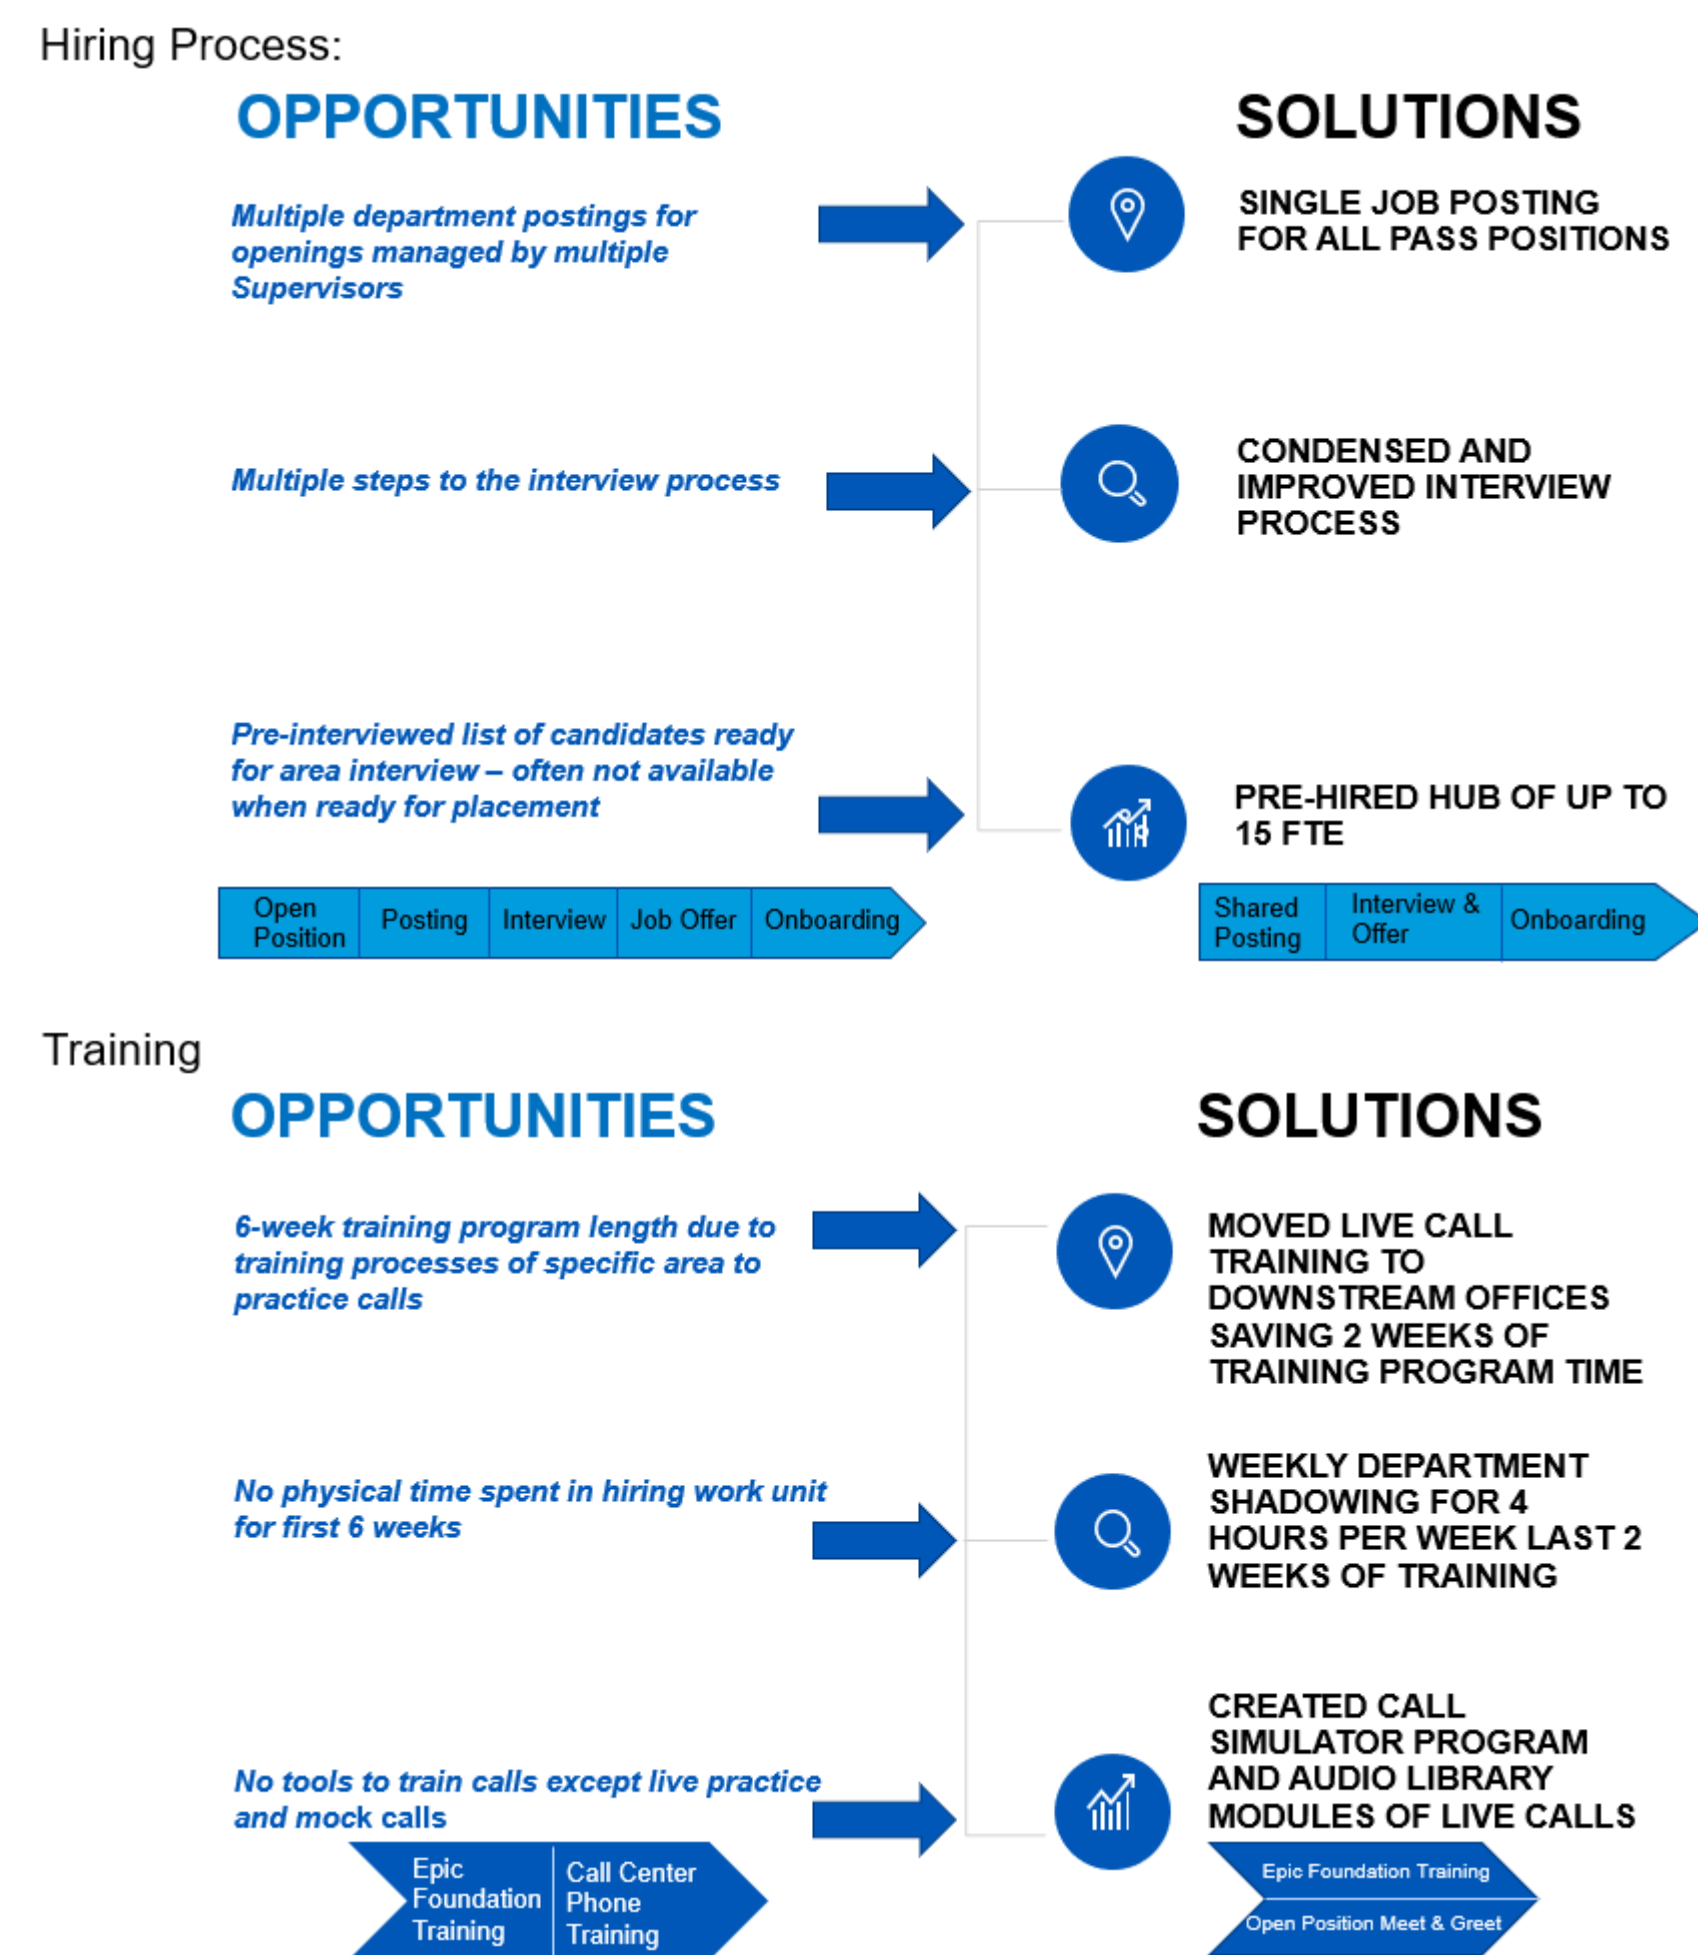 Hiring Process:
OPPORTUNITIES
SOLUTIONS
Multiple department postings for
openings managed by multiple
Supervisors
SINGLE JOB POSTING
FOR ALL PASS POSITIONS
Multiple steps to the interview process
CONDENSED AND
IMPROVED INTERVIEW
PROCESS
Pre-interviewed list of candidates ready
for area interview – often not available
when ready for placement
PRE-HIRED HUB OF UP TO
15 FTE
Open
Position
Posting
Interview
Job Offer
Onboarding
Shared
Posting
Interview &
Offer
Onboarding
Training
OPPORTUNITIES
SOLUTIONS
6-week training program length due to
training processes of specific area to
practice calls
MOVED LIVE CALL
TRAINING TO
DOWNSTREAM OFFICES
SAVING 2 WEEKS OF
TRAINING PROGRAM TIME
No physical time spent in hiring work unit
for first 6 weeks
WEEKLY DEPARTMENT
SHADOWING FOR 4
HOURS PER WEEK LAST 2
WEEKS OF TRAINING
No tools to train calls except live practice
and mock calls
CREATED CALL
SIMULATOR PROGRAM
AND AUDIO LIBRARY
MODULES OF LIVE CALLS
Epic
Foundation
Training
Call Center
Phone
Training
Epic Foundation Training
Open Position Meet & Greet